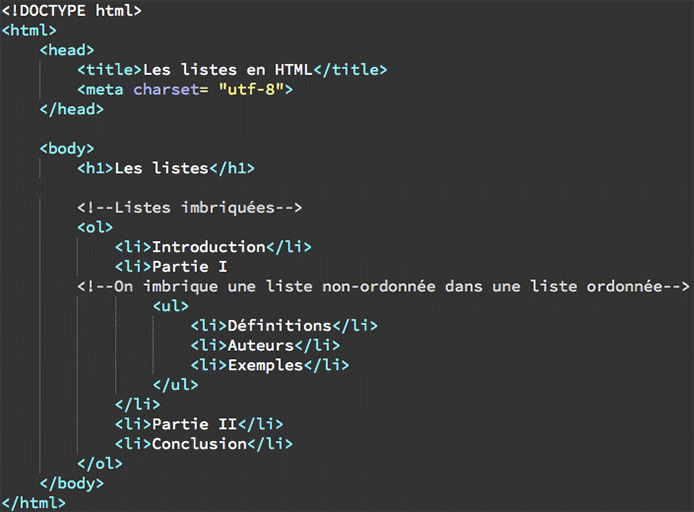 <!DOCTYPE html>
<html>
<head>
<title>Les listes en HTML</title>
<meta charset= "utf-8">
</head>
<body>
<h1>Les listes</h1>
<!--Listes imbriquées-->
<ol>
<li>Introduction</li>
<li>Partie I
<!--On imbrique une liste non-ordonnée dans une liste ordonnée-->
<ul>
<li>Définitions</li>
<li>Auteurs</li>
<li>Exemples</li>
</ul>
</li>
<li>Partie II</li>
<li>Conclusion</li>
</ol>
</body>
</html>